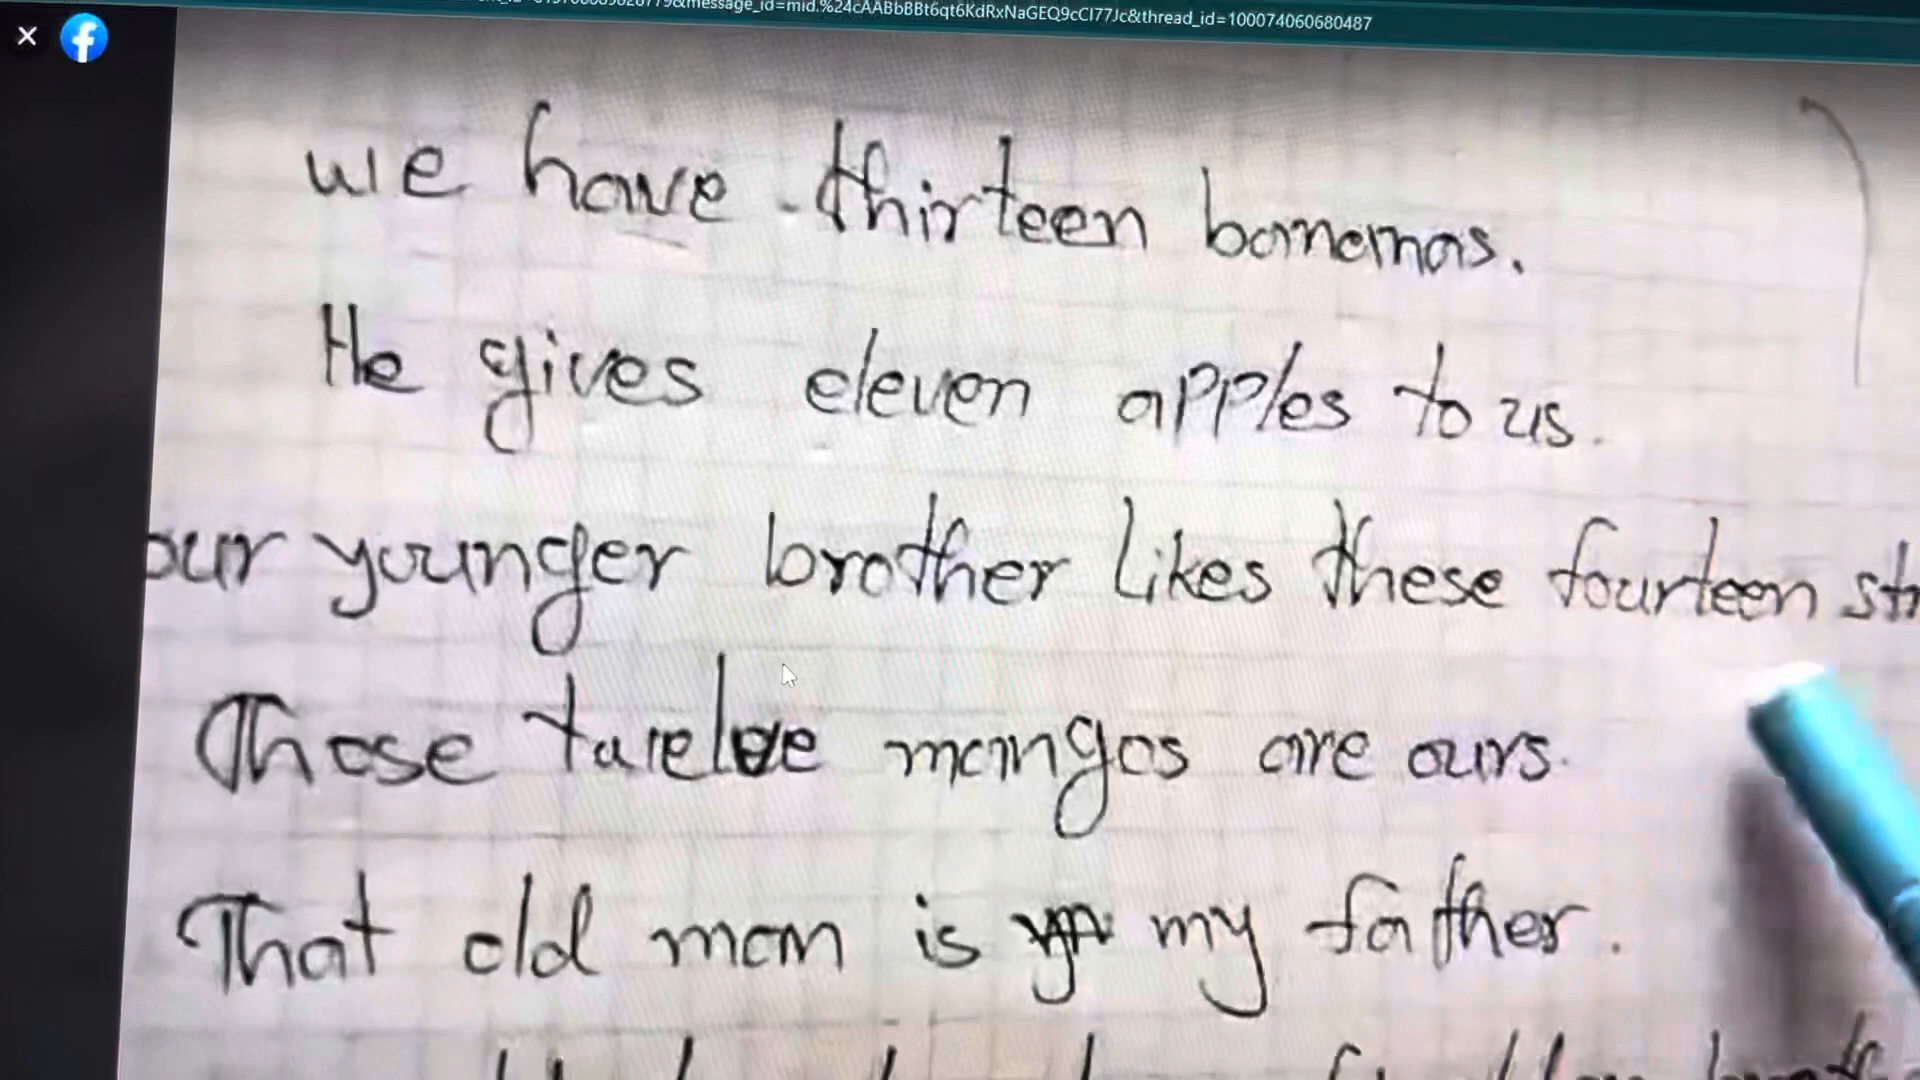 we have thirteen bananas.
He gives eleven apples to us.
our younger brother likes these fourteen
Those twelve mangos are ours.
That old man is my father.